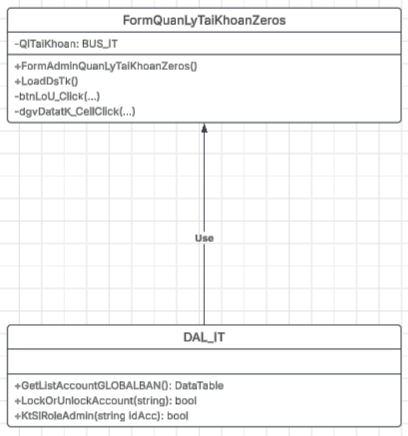 FormQuanLyTaiKhoanZeros
-QlTaiKhoan: BUS_IT
+FormAdminQuanLyTaiKhoanZeros()
+LoadDsTk()
-btnLoU_Click(...)
-dgvDatatK_CellClick(...)
Use
DAL_IT
+GetListAccountGLOBALBAN(): DataTable
+LockOrUnlockAccount(string): bool
+KtSlRoleAdmin(string idAcc): bool